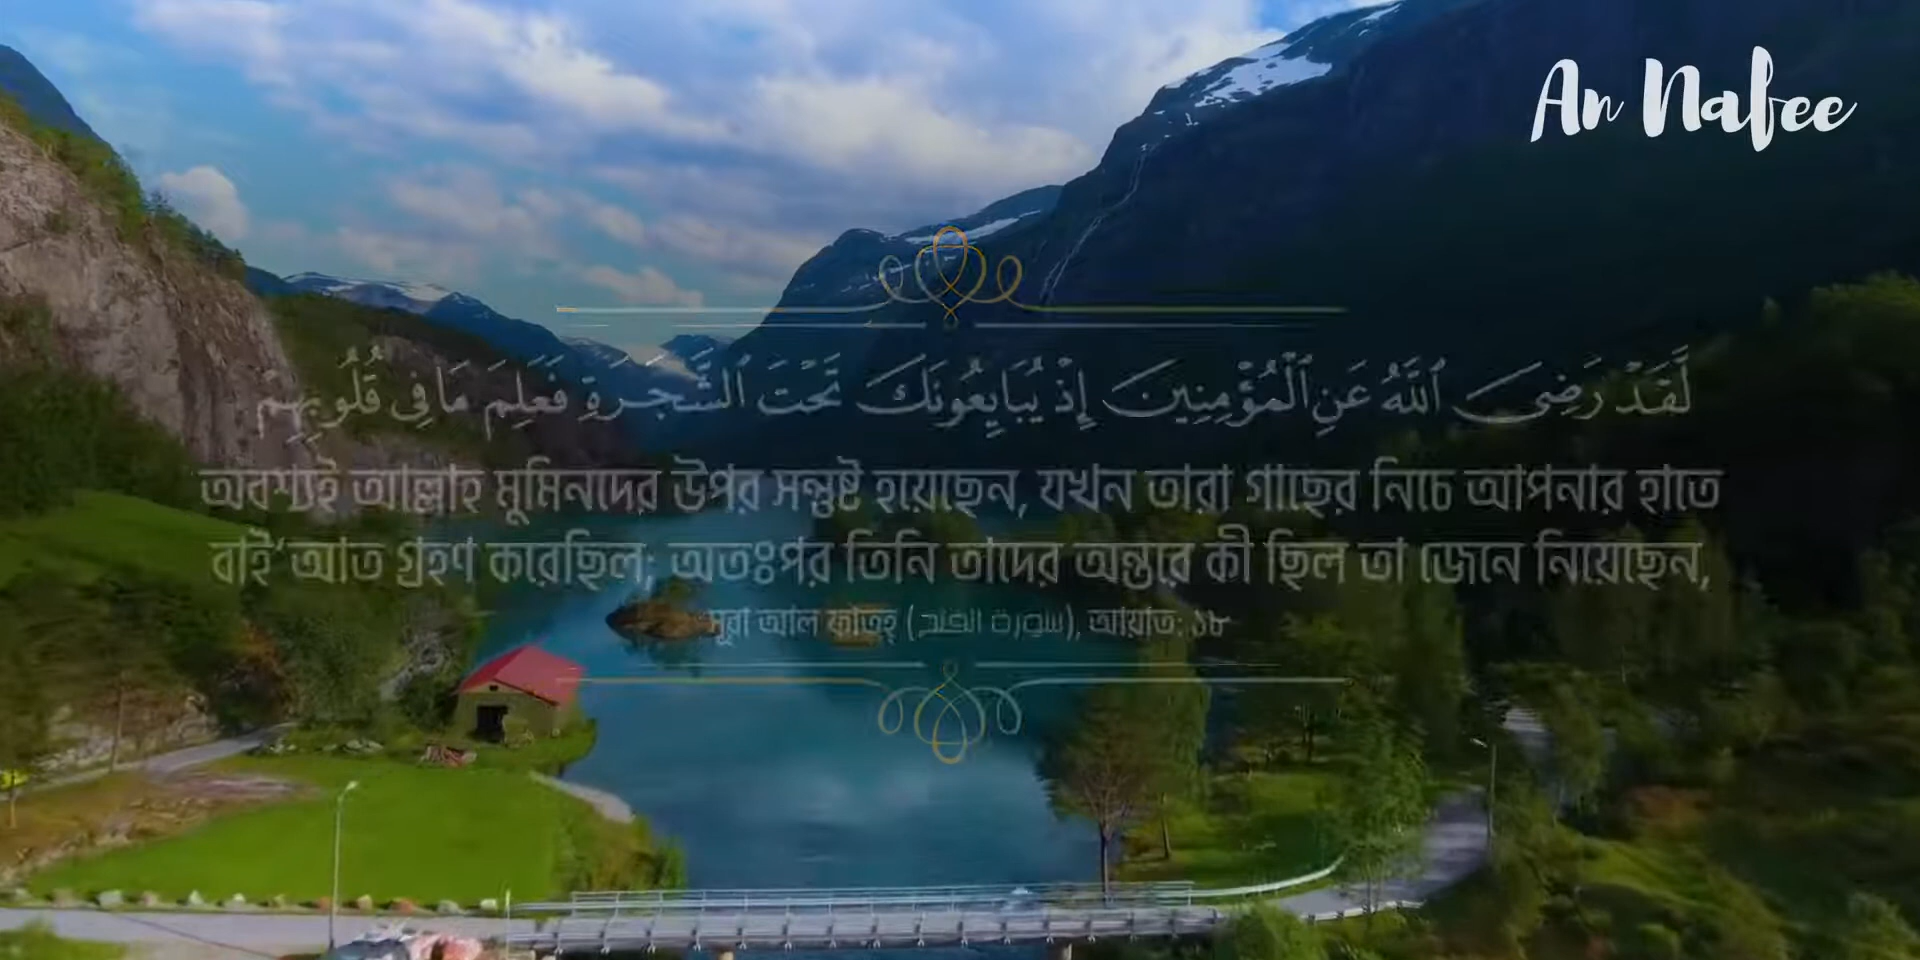 An Nafee
لَّقَدْ رَضِىَ ٱللَّهُ عَنِ ٱلْمُؤْمِنِينَ إِذْ يُبَايِعُونَكَ تَحْتَ ٱلشَّجَرَةِ فَعَلِمَ مَا فِى قُلُوبِهِمْ
অবশ্যই আল্লাহ মুমিনদের উপর সন্তুষ্ট হয়েছেন, যখন তারা গাছের নিচে আপনার হাতে
বাই’আত গ্রহণ করেছিল; অতঃপর তিনি তাদের অন্তরে কী ছিল তা জেনে নিয়েছেন,
সূরা আল ফাতহ (سورة الفتح), আয়াত: ১৮